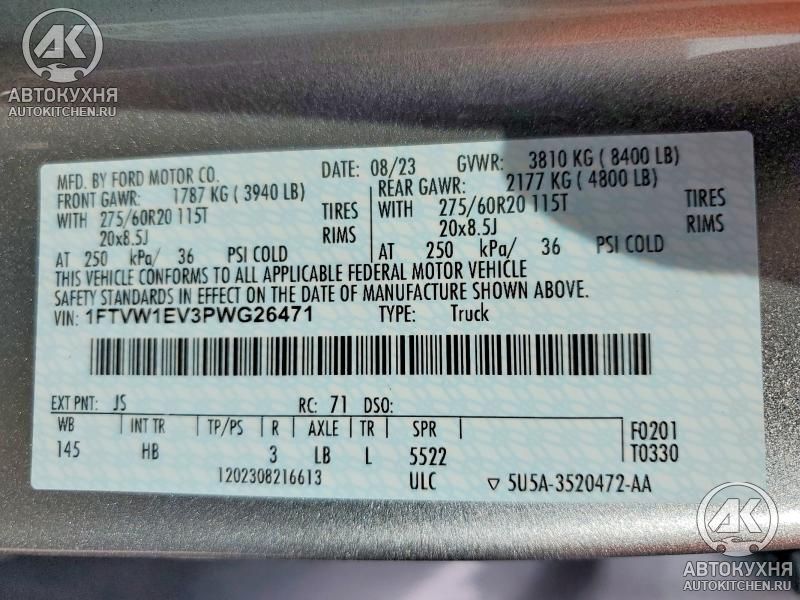 AK
АВТОКУХНЯ
AUTOKITCHEN.RU
MFD. BY FORD MOTOR CO. DATE: 08/23 GVWR: 3810 KG ( 8400 LB)
FRONT GAWR: 1787 KG ( 3940 LB) REAR GAWR: 2177 KG ( 4800 LB)
WITH 275/60R20 115T TIRES WITH 275/60R20 115T TIRES
20x8.5J RIMS 20x8.5J RIMS
AT 250 kPa/ 36 PSI COLD AT 250 kPa/ 36 PSI COLD
THIS VEHICLE CONFORMS TO ALL APPLICABLE FEDERAL MOTOR VEHICLE
SAFETY STANDARDS IN EFFECT ON THE DATE OF MANUFACTURE SHOWN ABOVE.
VIN: 1FTVW1EV3PWG26471 TYPE: Truck
EXT PNT: JS RC: 71 DSO:
WB INT TR TP/PS R AXLE TR SPR F0201
145 HB 3 LB L 5522 T0330
1202308216613 ULC ▽ 5U5A-3520472-AA
AK
АВТОКУХНЯ
AUTOKITCHEN.RU